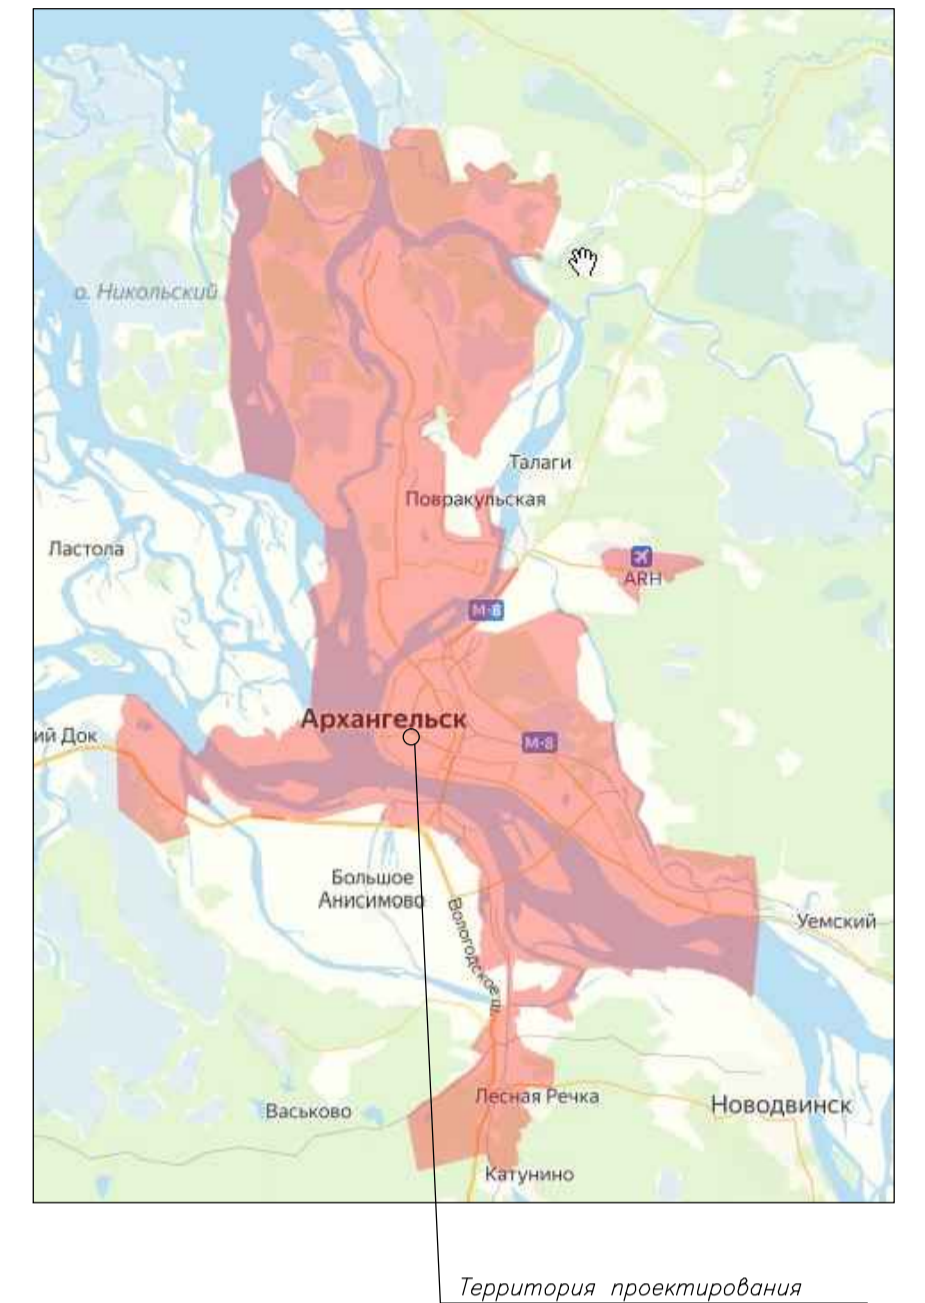 о. Никольский
Талаги
Повракульская
Ластола
ARH
М-8
Архангельск
ий Док
М-8
Большое
Анисимово
Вологодское ш.
Уемский
Лесная Речка
Васьково
Новодвинск
Катунино
Территория проектирования